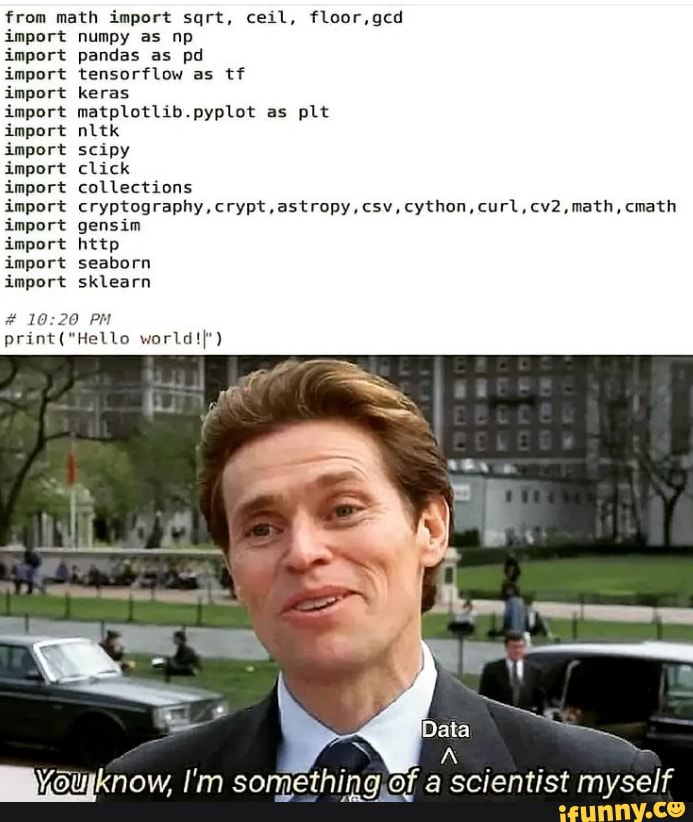 from math import sqrt, ceil, floor,gcd
import numpy as np
import pandas as pd
import tensorflow as tf
import keras
import matplotlib.pyplot as plt
import nltk
import scipy
import click
import collections
import cryptography,crypt,astropy,csv,cython,curl,cv2,math,cmath
import gensim
import http
import seaborn
import sklearn
# 10:20 PM
print("Hello world!")
Data
^
You know, I'm something of a scientist myself
ifunny.co